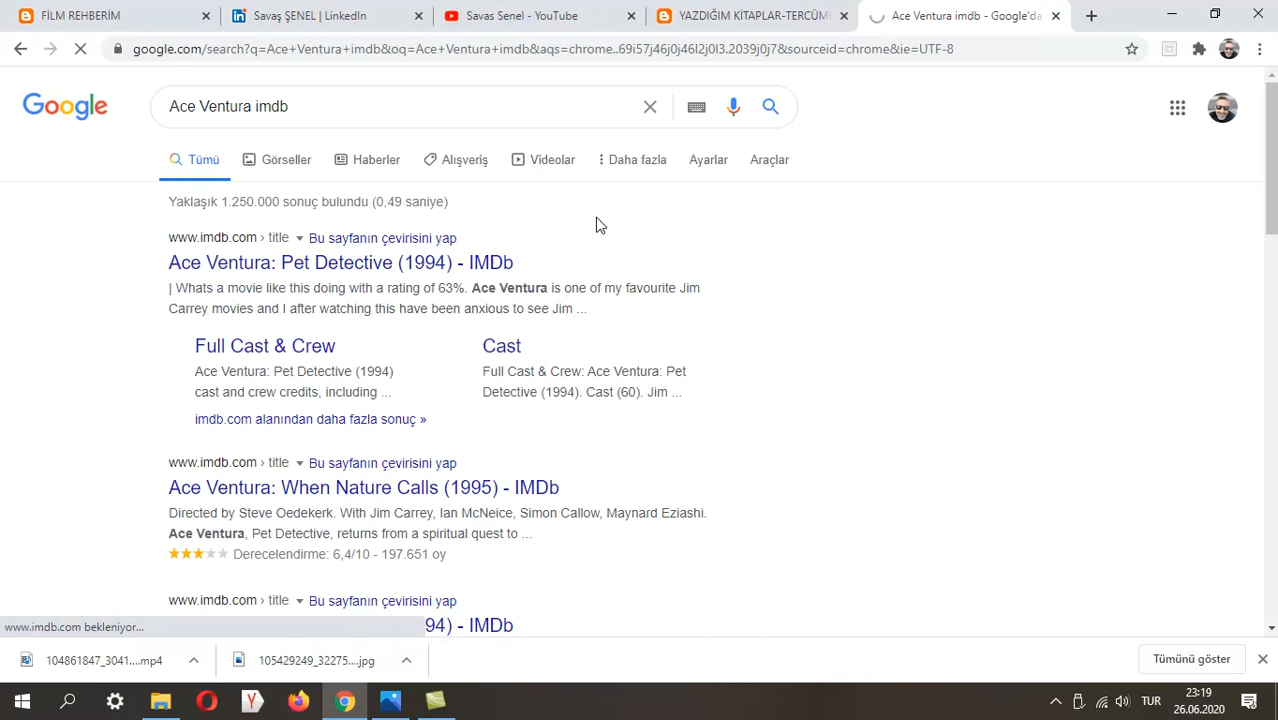 FİLM REHBERİM
Savaş ŞENEL | LinkedIn
Savas Senel - YouTube
YAZDIĞIM KİTAPLAR-TERCÜM
Ace Ventura imdb - Google'da
google.com/search?q=Ace+Ventura+imdb&oq=Ace+Ventura+imdb&aqs=chrome..69i57j46j0j46l2j0l3.2039j0j7&sourceid=chrome&ie=UTF-8
Google
Ace Ventura imdb
Tümü
Görseller
Haberler
Alışveriş
Videolar
Daha fazla
Ayarlar
Araçlar
Yaklaşık 1.250.000 sonuç bulundu (0,49 saniye)
www.imdb.com › title Bu sayfanın çevirisini yap
Ace Ventura: Pet Detective (1994) - IMDb
| Whats a movie like this doing with a rating of 63%. Ace Ventura is one of my favourite Jim
Carrey movies and I after watching this have been anxious to see Jim ...
Full Cast & Crew
Ace Ventura: Pet Detective (1994)
cast and crew credits, including ...
Cast
Full Cast & Crew: Ace Ventura: Pet
Detective (1994). Cast (60). Jim ...
imdb.com alanından daha fazla sonuç »
www.imdb.com › title Bu sayfanın çevirisini yap
Ace Ventura: When Nature Calls (1995) - IMDb
Directed by Steve Oedekerk. With Jim Carrey, Ian McNeice, Simon Callow, Maynard Eziashi.
Ace Ventura, Pet Detective, returns from a spiritual quest to ...
Derecelendirme: 6,4/10 - 197.651 oy
www.imdb.com › title Bu sayfanın çevirisini yap
94) - IMDb
www.imdb.com bekleniyor...
104861847_3041....mp4
105429249_32275....jpg
Tümünü göster
TUR
23:19
26.06.2020